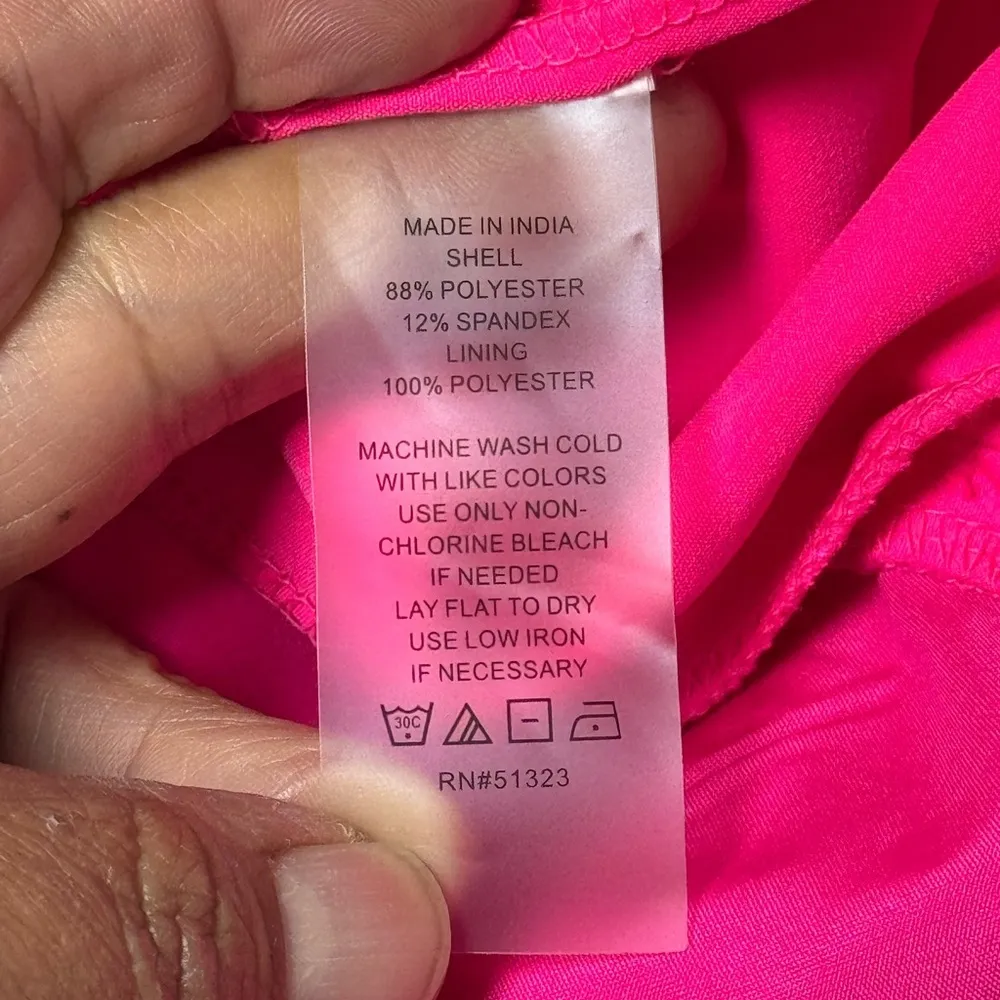 MADE IN INDIA
SHELL
88% POLYESTER
12% SPANDEX
LINING
100% POLYESTER
MACHINE WASH COLD
WITH LIKE COLORS
USE ONLY NON-
CHLORINE BLEACH
IF NEEDED
LAY FLAT TO DRY
USE LOW IRON
IF NECESSARY
30C
RN#51323